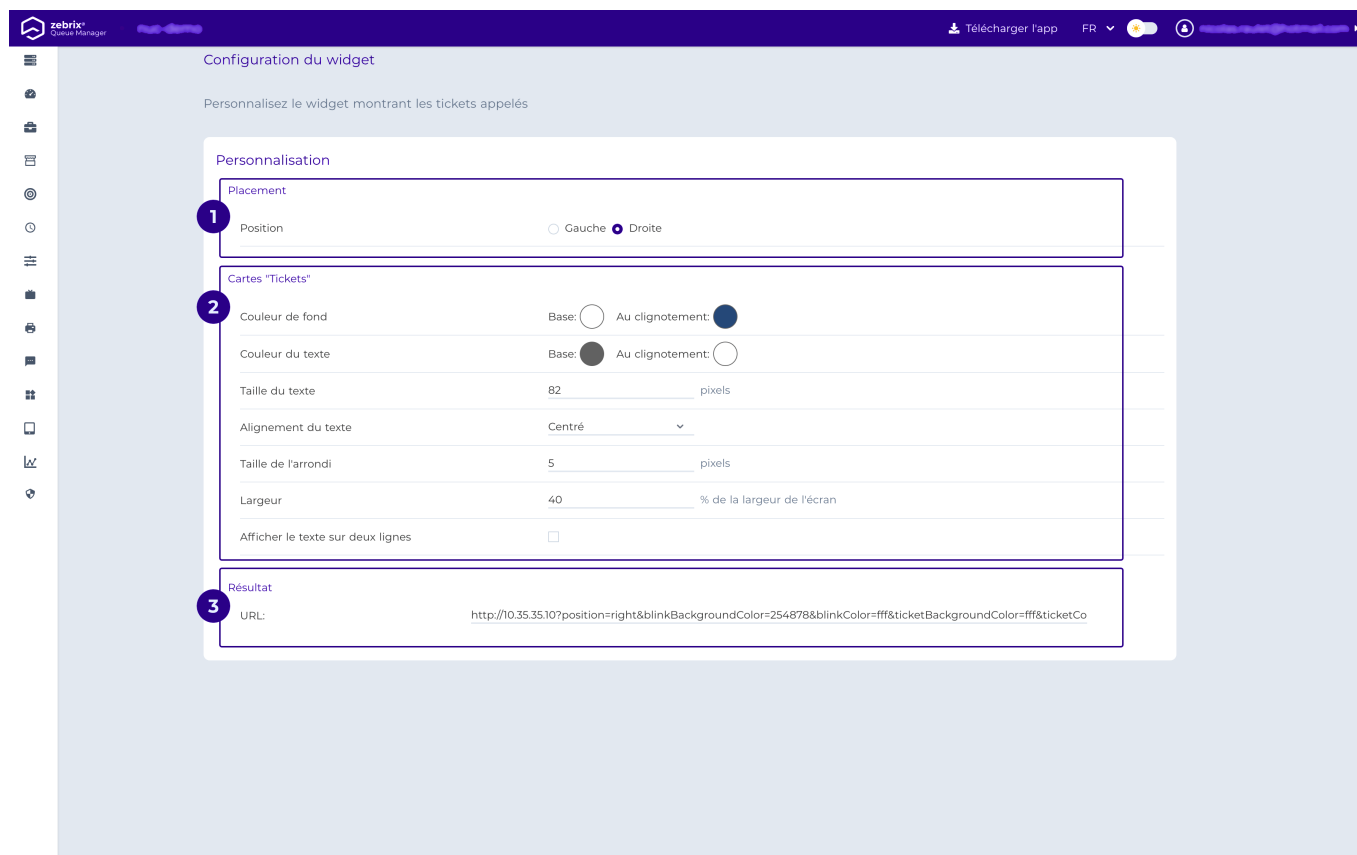 zebrix®
Queue Manager
Télécharger l'app FR
Configuration du widget
Personnalisez le widget montrant les tickets appelés
Personnalisation
Placement
1
Position Gauche Droite
Cartes "Tickets"
2
Couleur de fond Base: Au clignotement:
Couleur du texte Base: Au clignotement:
Taille du texte 82 pixels
Alignement du texte Centré
Taille de l'arrondi 5 pixels
Largeur 40 % de la largeur de l'écran
Afficher le texte sur deux lignes
Résultat
3
URL: http://10.35.35.10?position=right&blinkBackgroundColor=254878&blinkColor=fff&ticketBackgroundColor=fff&ticketCo